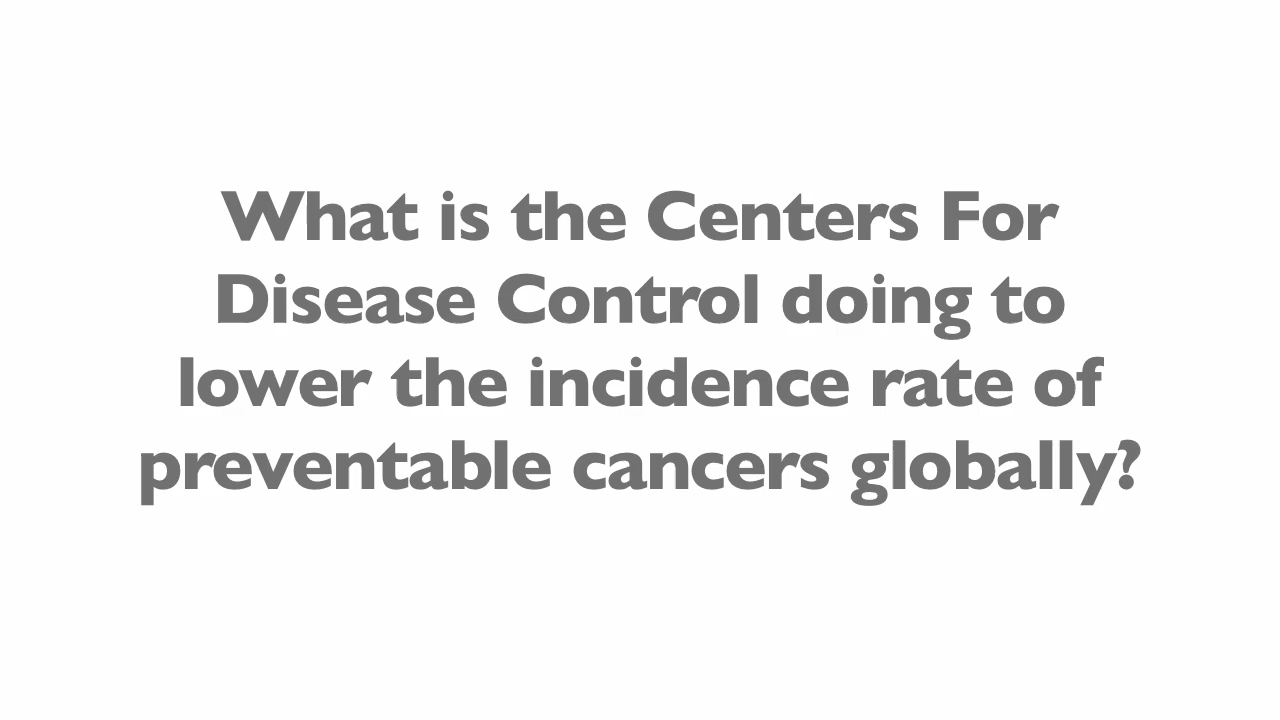 What is the Centers For
Disease Control doing to
lower the incidence rate of
preventable cancers globally?